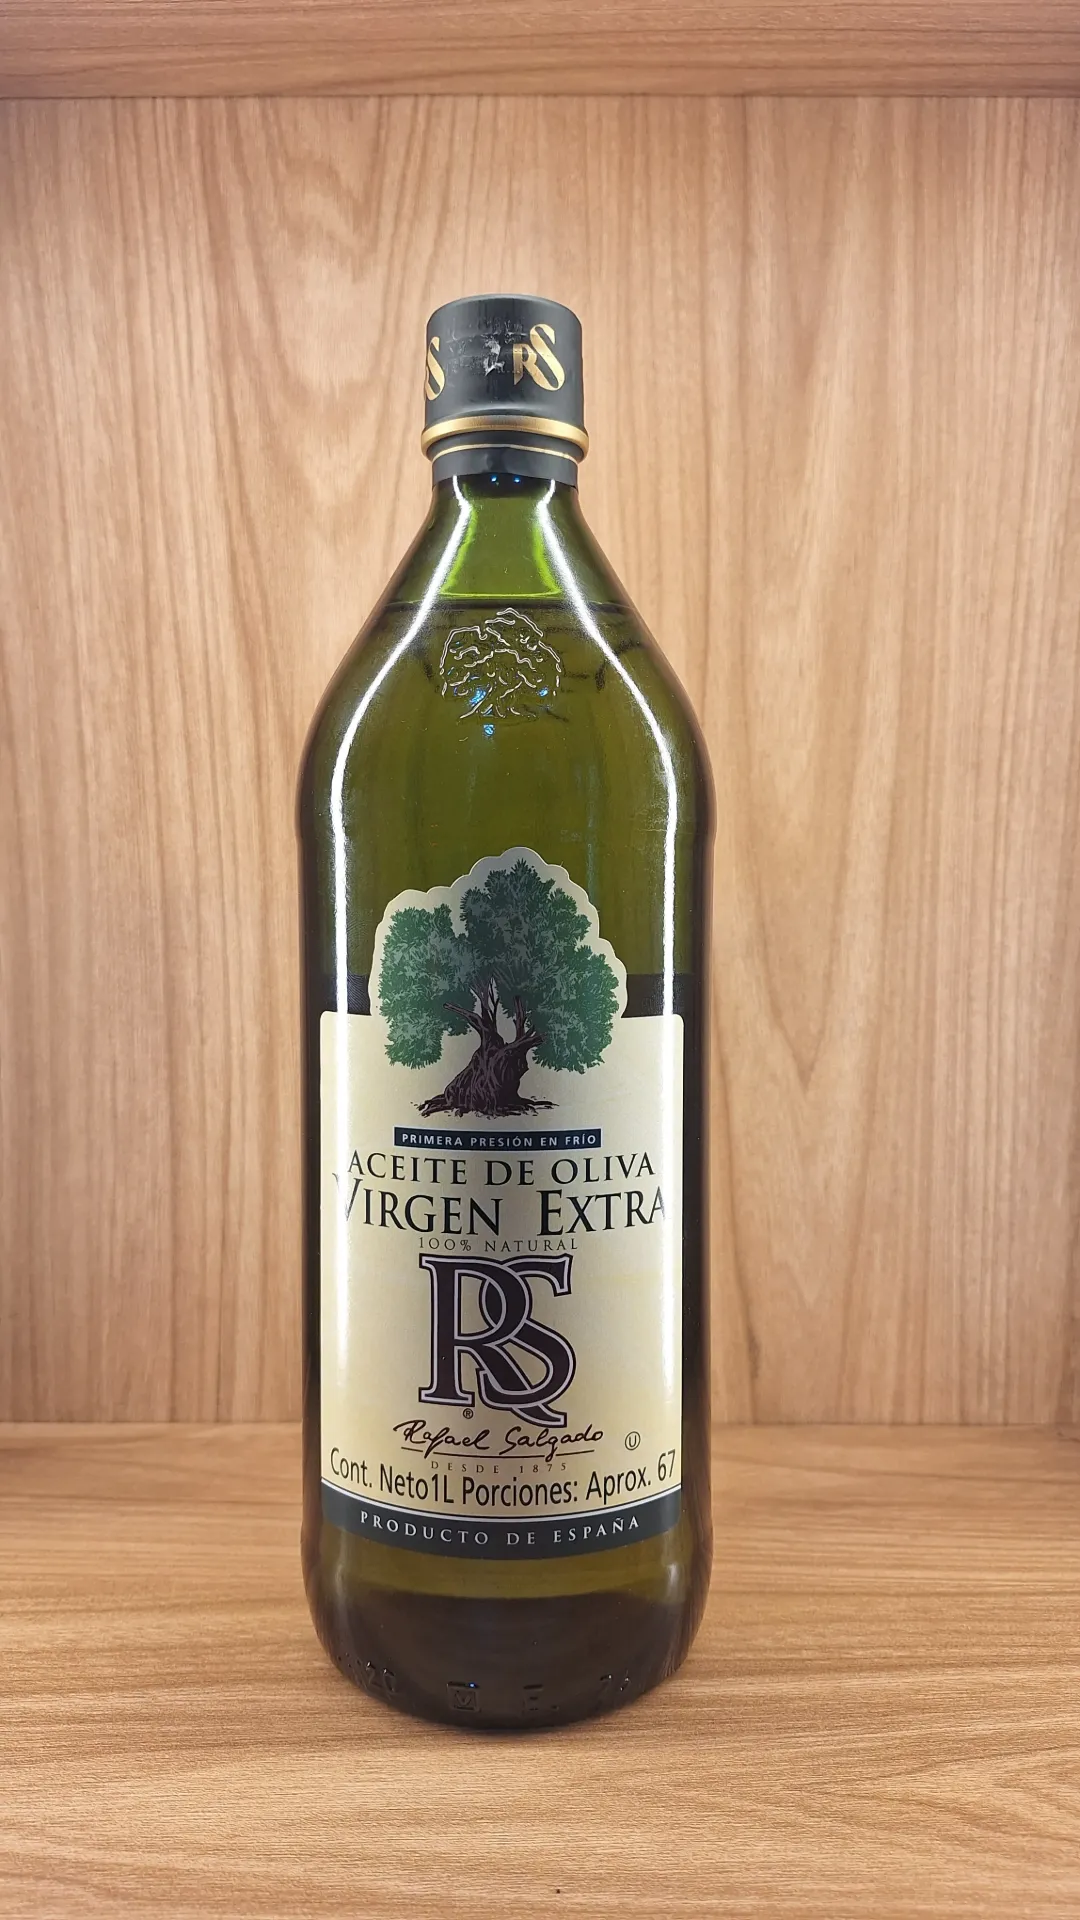 RS
PRIMERA PRESIÓN EN FRÍO
ACEITE DE OLIVA
VIRGEN EXTRA
100% NATURAL
RS
®
Rafael Salgado
Ⓤ
DESDE 1875
Cont. Neto1L Porciones: Aprox. 67
PRODUCTO DE ESPAÑA